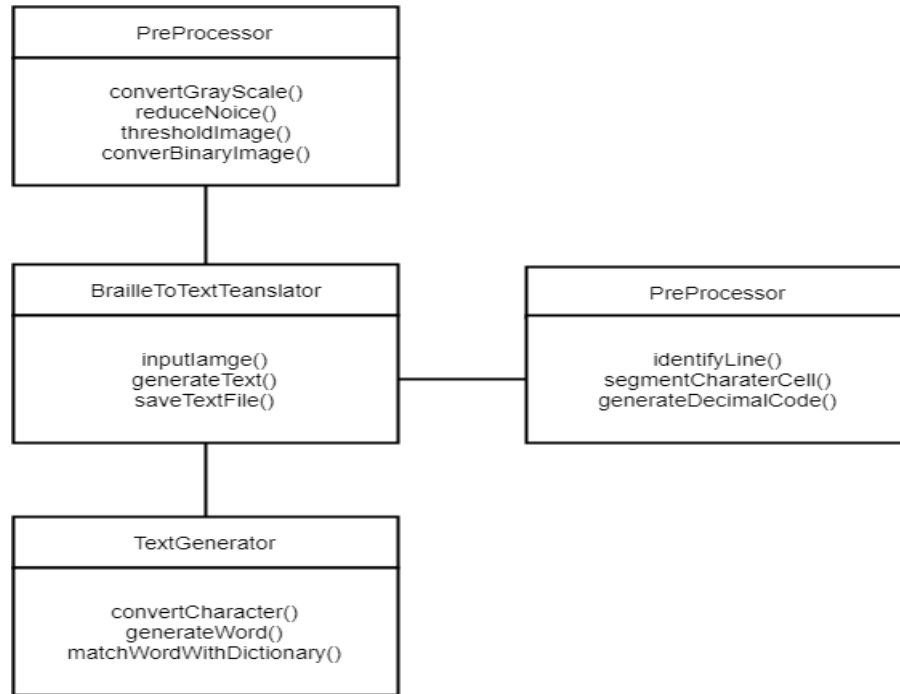 PreProcessor
convertGrayScale()
reduceNoice()
thresholdImage()
converBinaryImage()
BrailleToTextTeanslator
inputIamge()
generateText()
saveTextFile()
PreProcessor
identifyLine()
segmentCharaterCell()
generateDecimalCode()
TextGenerator
convertCharacter()
generateWord()
matchWordWithDictionary()